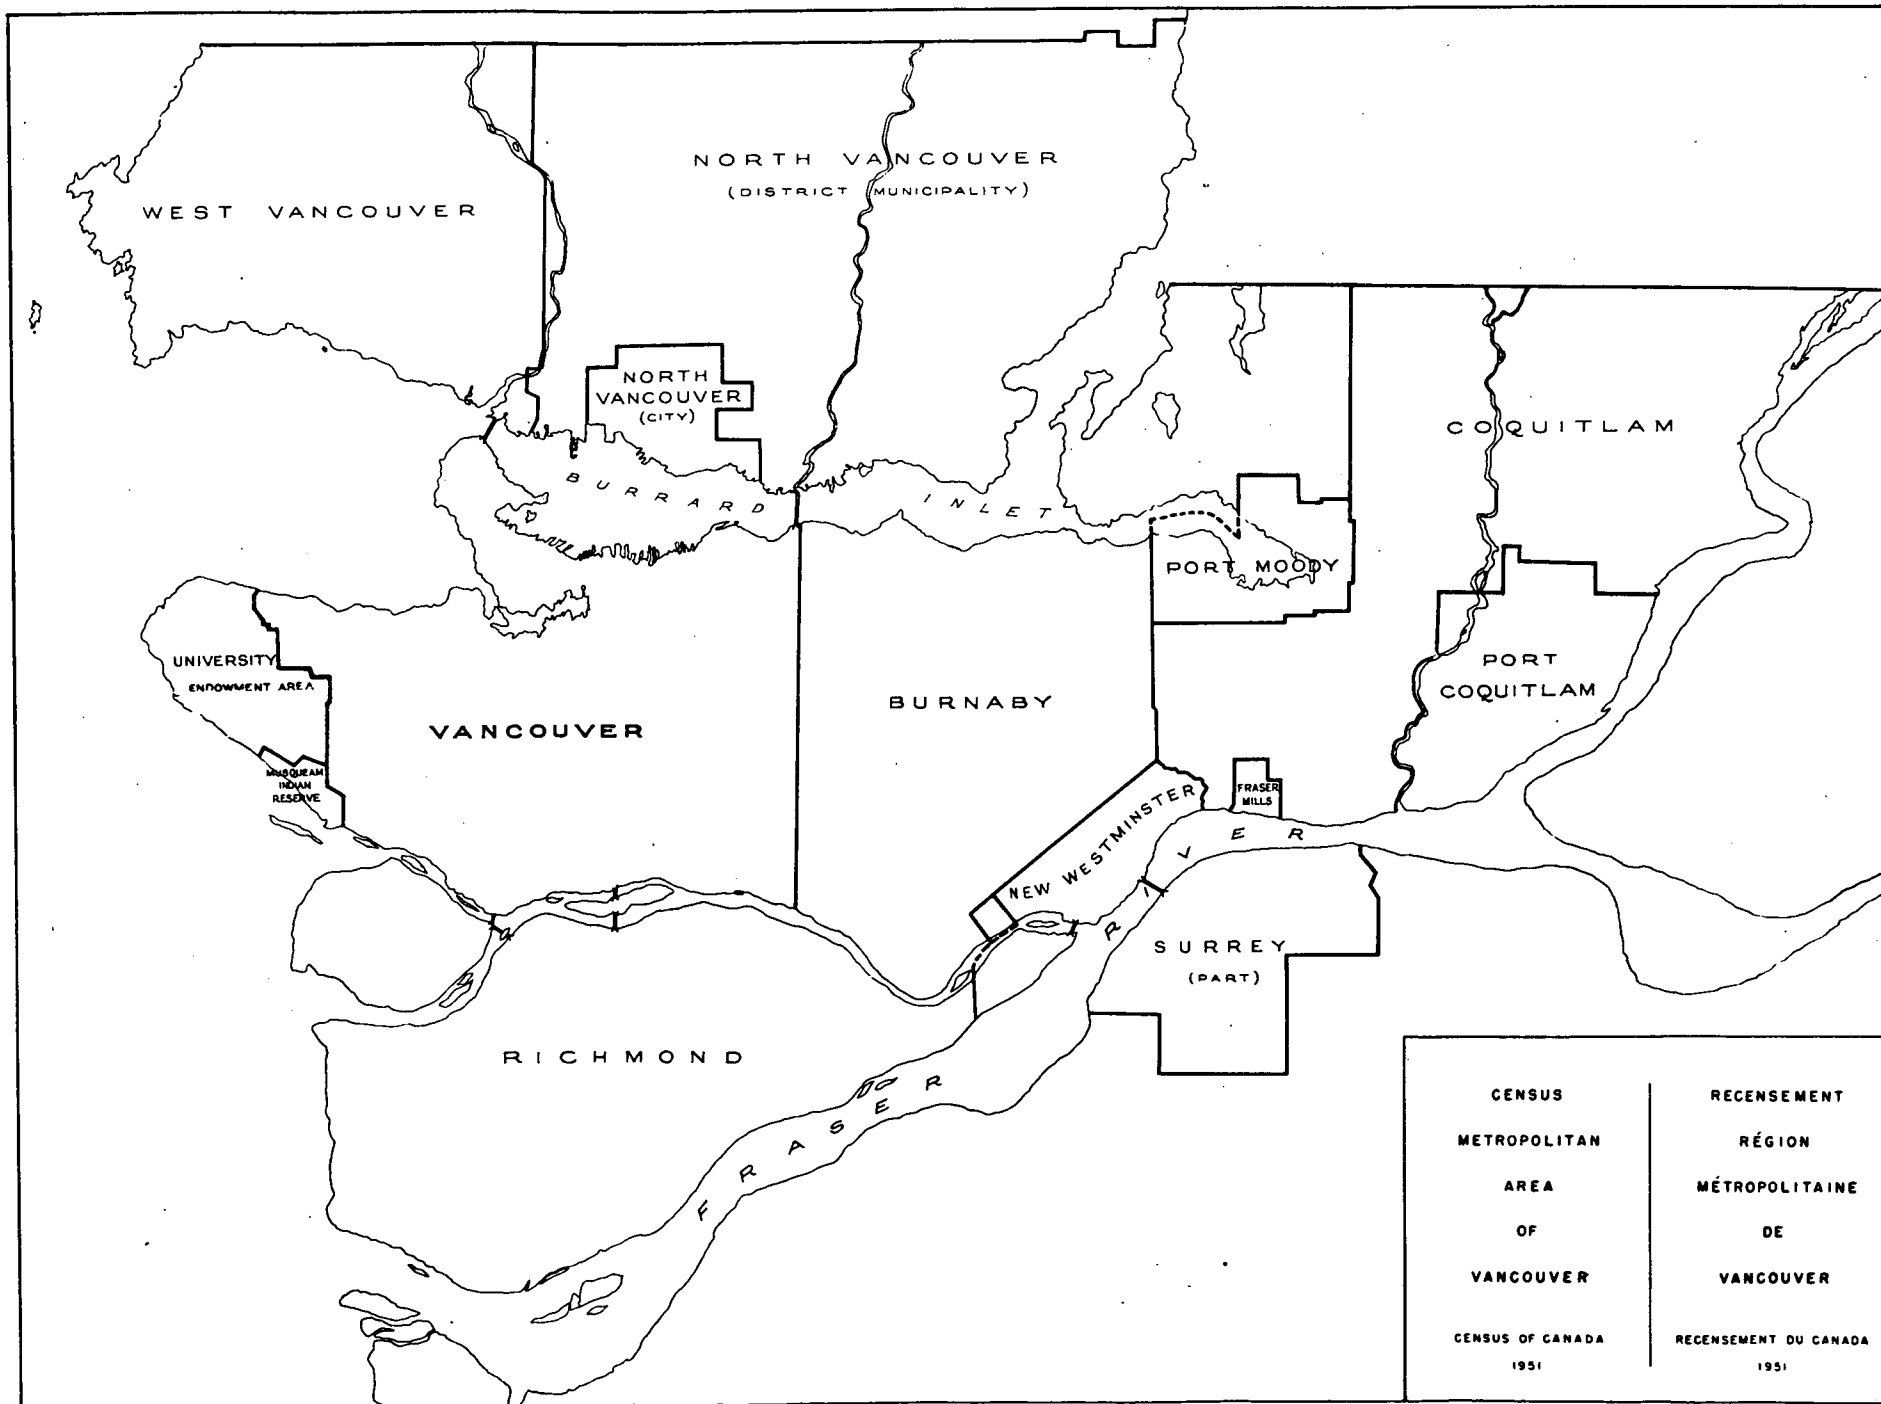 NORTH VANCOUVER
(DISTRICT MUNICIPALITY)
WEST VANCOUVER
NORTH
VANCOUVER
(CITY)
COQUITLAM
BURRARD INLET
PORT MOODY
UNIVERSITY
ENDOWMENT AREA
PORT
COQUITLAM
BURNABY
VANCOUVER
MUSQUEAM
INDIAN
RESERVE
FRASER
MILLS
NEW WESTMINSTER
SURREY
(PART)
RICHMOND
FRASER RIVER
CENSUS
METROPOLITAN
AREA
OF
VANCOUVER
CENSUS OF CANADA
1951
RECENSEMENT
RÉGION
MÉTROPOLITAINE
DE
VANCOUVER
RECENSEMENT DU CANADA
1951